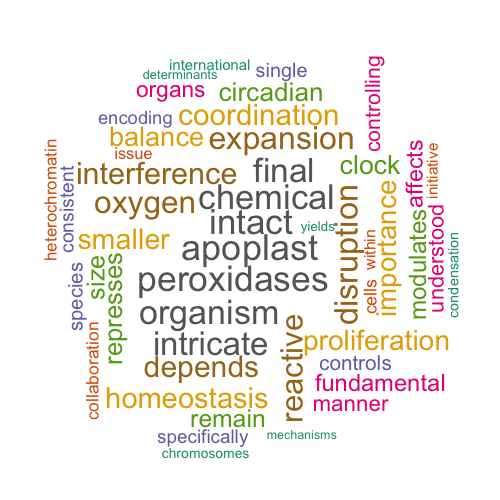 international
determinants
single
organs
circadian
controlling
encoding
coordination
balance
expansion
issue
heterochromatin
consistent
interference
final
clock
affects
initiative
oxygen
chemical
intact
yields
disruption
importance
smaller
apoplast
within
cells
modulates
understood
condensation
species
size
represses
peroxidases
organism
intricate
reactive
proliferation
collaboration
depends
controls
fundamental
homeostasis
manner
remain
specifically
mechanisms
chromosomes